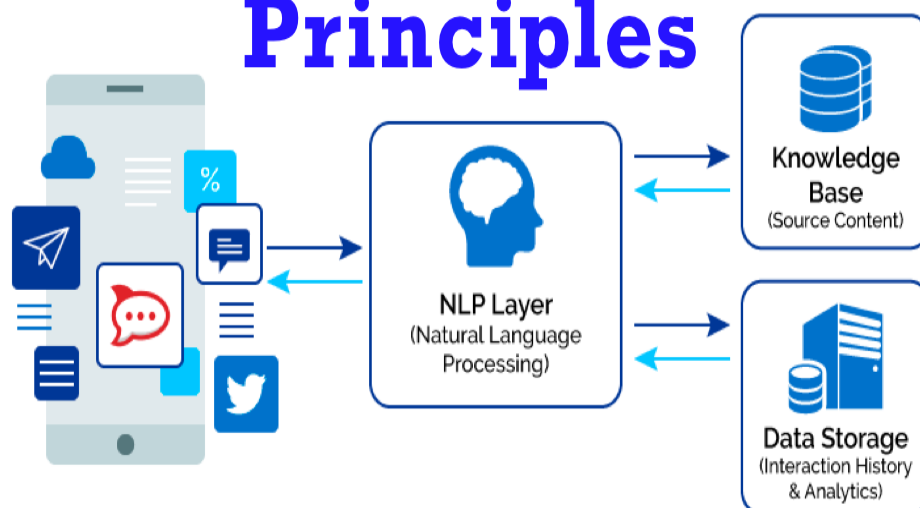 Principles
%
NLP Layer
(Natural Language
Processing)
Knowledge
Base
(Source Content)
Data Storage
(Interaction History
& Analytics)